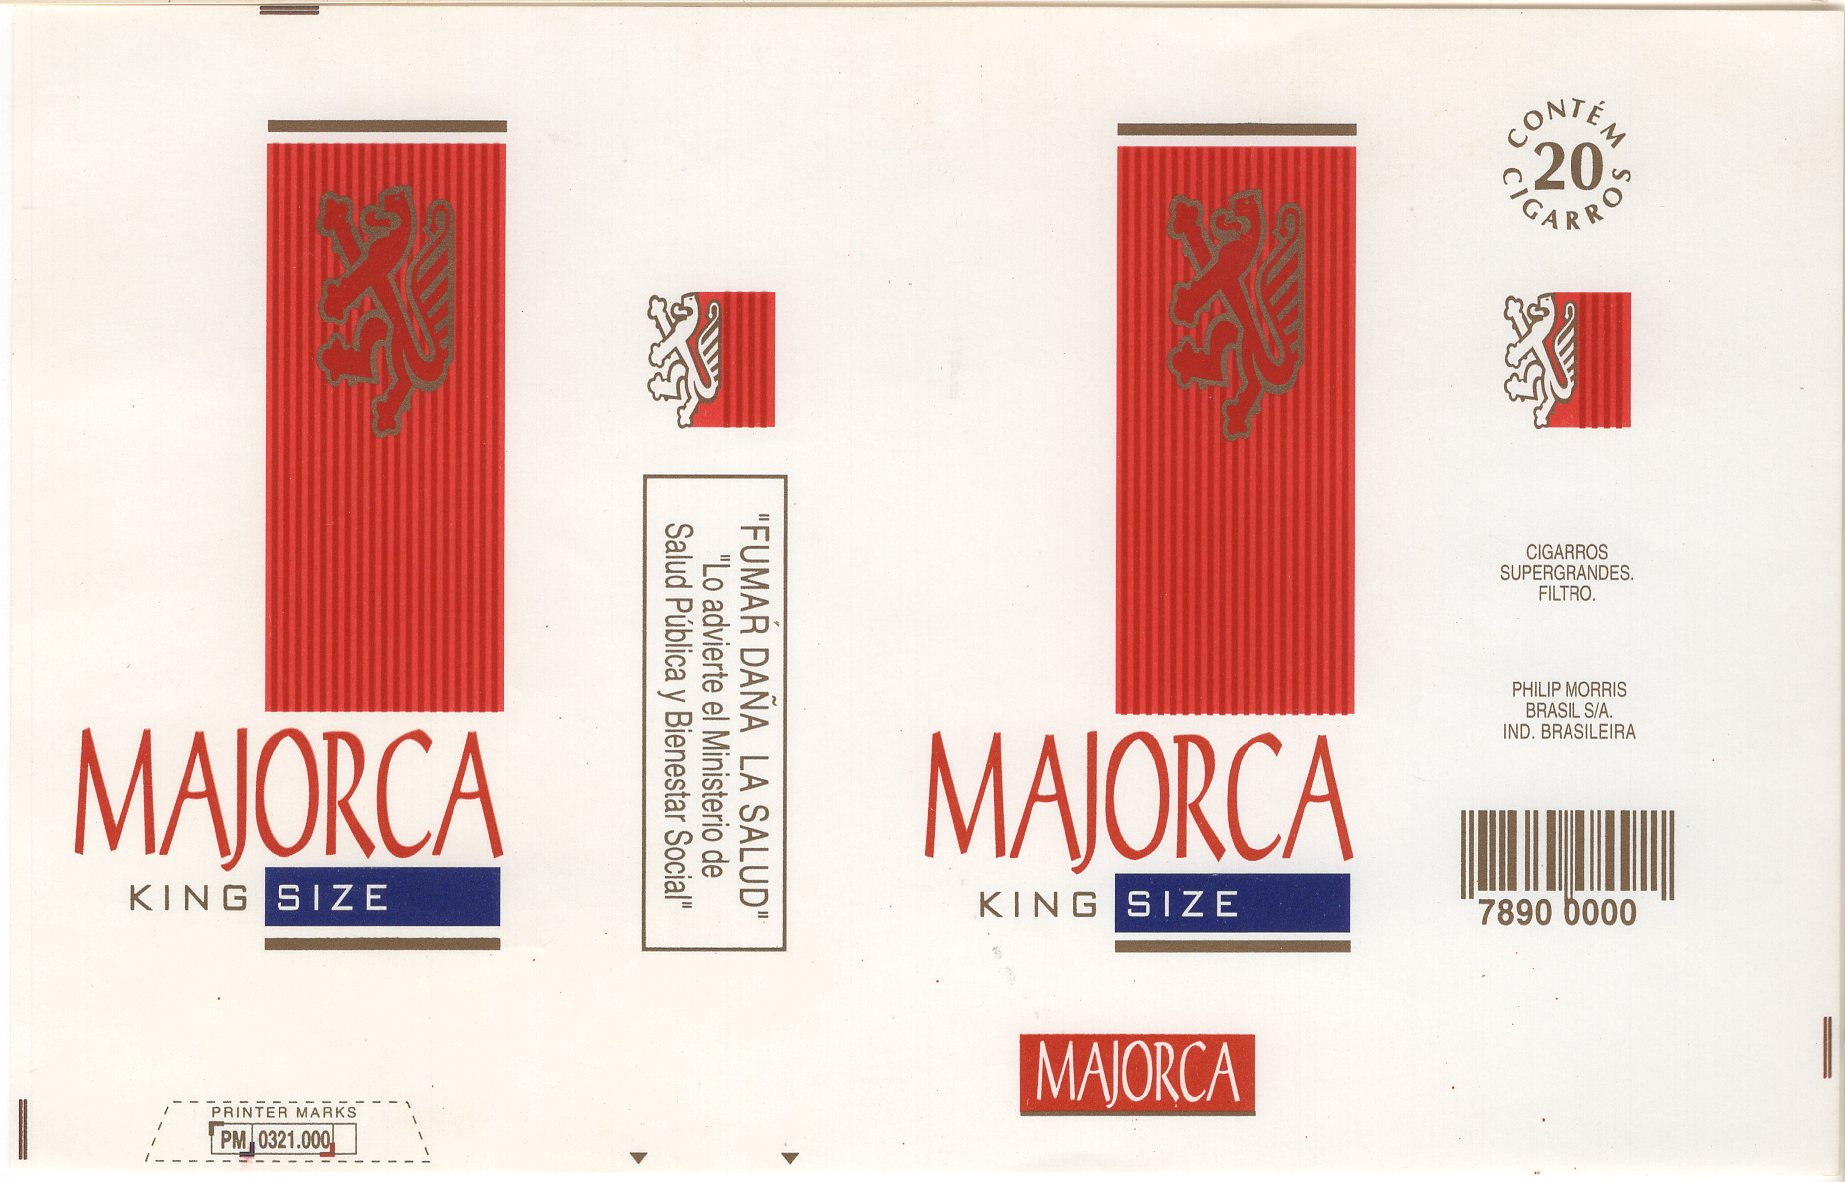 MAJORCA
KING SIZE
PRINTER MARKS
PM 0321.000
"FUMAŔ DAÑA LA SALUD"
"Lo advierte el Ministerio de
Salud Pública y Bienestar Social"
MAJORCA
KING SIZE
MAJORCA
CONTÉM
20
CIGARROS
CIGARROS
SUPERGRANDES.
FILTRO.
PHILIP MORRIS
BRASIL S/A.
IND. BRASILEIRA
7890 0000